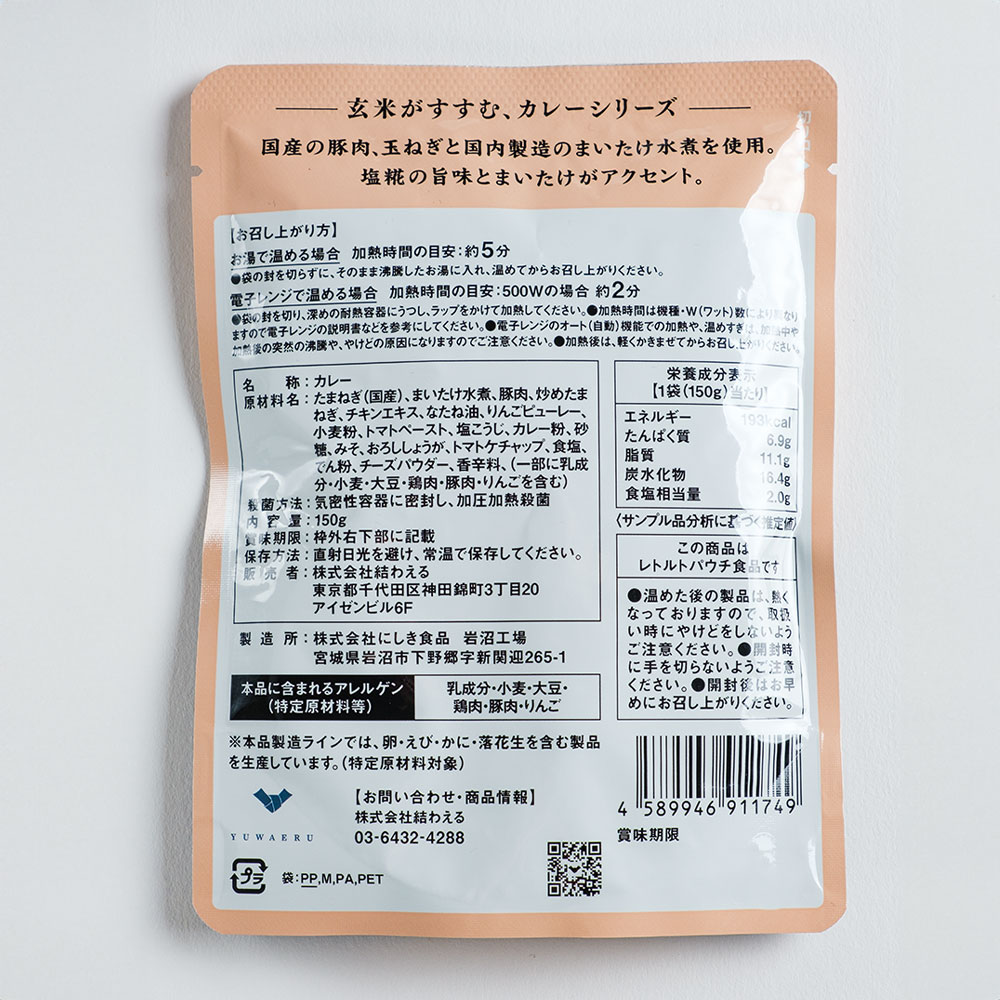 玄米がすすむ、カレーシリーズ
国産の豚肉、玉ねぎと国内製造のまいたけ水煮を使用。
塩糀の旨味とまいたけがアクセント。
【お召し上がり方】
お湯で温める場合 加熱時間の目安：約5分
●袋の封を切らずに、そのまま沸騰したお湯に入れ、温めてからお召し上がりください。
電子レンジで温める場合 加熱時間の目安：500Wの場合 約2分
●袋の封を切り、深めの耐熱容器にうつし、ラップをかけて加熱してください。●加熱時間は機種・W（ワット）数により異なり
ますので電子レンジの説明書などを参考にしてください。●電子レンジのオート（自動）機能での加熱や、温めすぎは、加熱中や
加熱後の突然の沸騰や、やけどの原因になりますのでご注意ください。●加熱後は、軽くかきまぜてからお召し上がりください。
名称：カレー
原材料名：たまねぎ（国産）、まいたけ水煮、豚肉、炒めたま
ねぎ、チキンエキス、なたね油、りんごピューレー、
小麦粉、トマトペースト、塩こうじ、カレー粉、砂
糖、みそ、おろししょうが、トマトケチャップ、食塩、
でん粉、チーズパウダー、香辛料、（一部に乳成
分・小麦・大豆・鶏肉・豚肉・りんごを含む）
殺菌方法：気密性容器に密封し、加圧加熱殺菌
内容量：150g
賞味期限：枠外右下部に記載
保存方法：直射日光を避け、常温で保存してください。
販売者：株式会社結わえる
東京都千代田区神田錦町3丁目20
アイゼンビル6F
製造所：株式会社にしき食品 岩沼工場
宮城県岩沼市下野郷字新関迎265-1
本品に含まれるアレルゲン
（特定原材料等）
乳成分・小麦・大豆・
鶏肉・豚肉・りんご
※本品製造ラインでは、卵・えび・かに・落花生を含む製品
を生産しています。（特定原材料対象）
栄養成分表示
【1袋（150g）当たり】
エネルギー 193kcal
たんぱく質 6.9g
脂質 11.1g
炭水化物 16.4g
食塩相当量 2.0g
〈サンプル品分析に基づく推定値〉
この商品は
レトルトパウチ食品です
●温めた後の製品は、熱く
なっておりますので、取扱
い時にやけどをしないよう
ご注意ください。●開封時
に手を切らないようご注意
ください。●開封後はお早
めにお召し上がりください。
4 589946 911749
賞味期限
YUWAERU
【お問い合わせ・商品情報】
株式会社結わえる
03-6432-4288
プラ
袋：PP,M,PA,PET